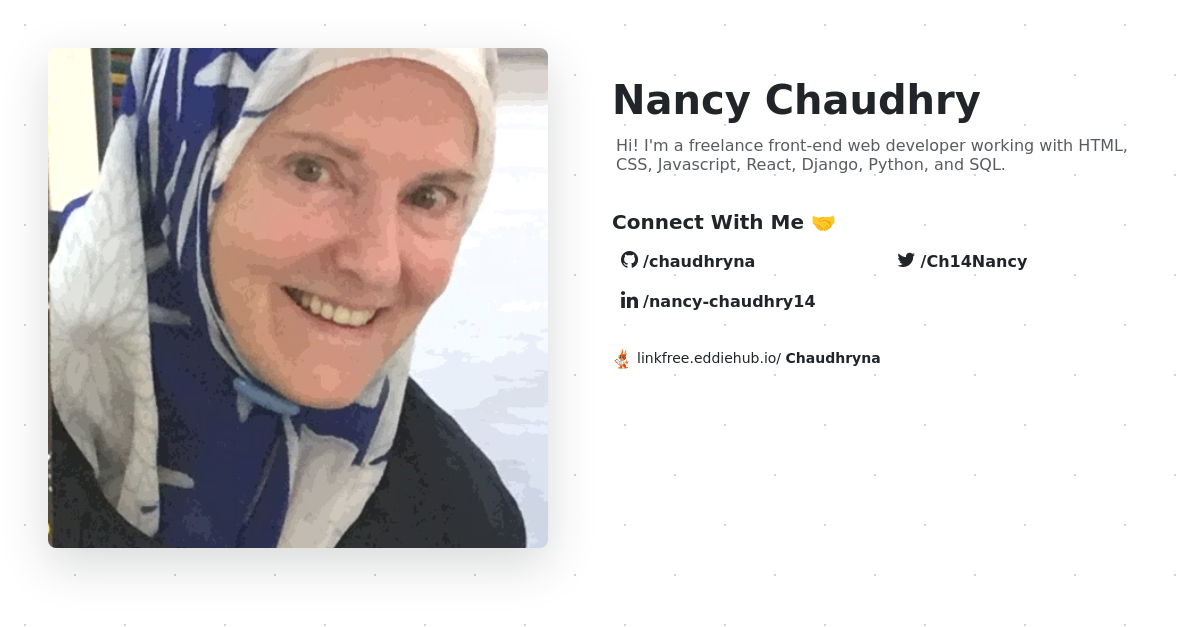 Nancy Chaudhry
Hi! I'm a freelance front-end web developer working with HTML,
CSS, Javascript, React, Django, Python, and SQL.
Connect With Me 🤝
/chaudhryna
/Ch14Nancy
/nancy-chaudhry14
linkfree.eddiehub.io/ Chaudhryna